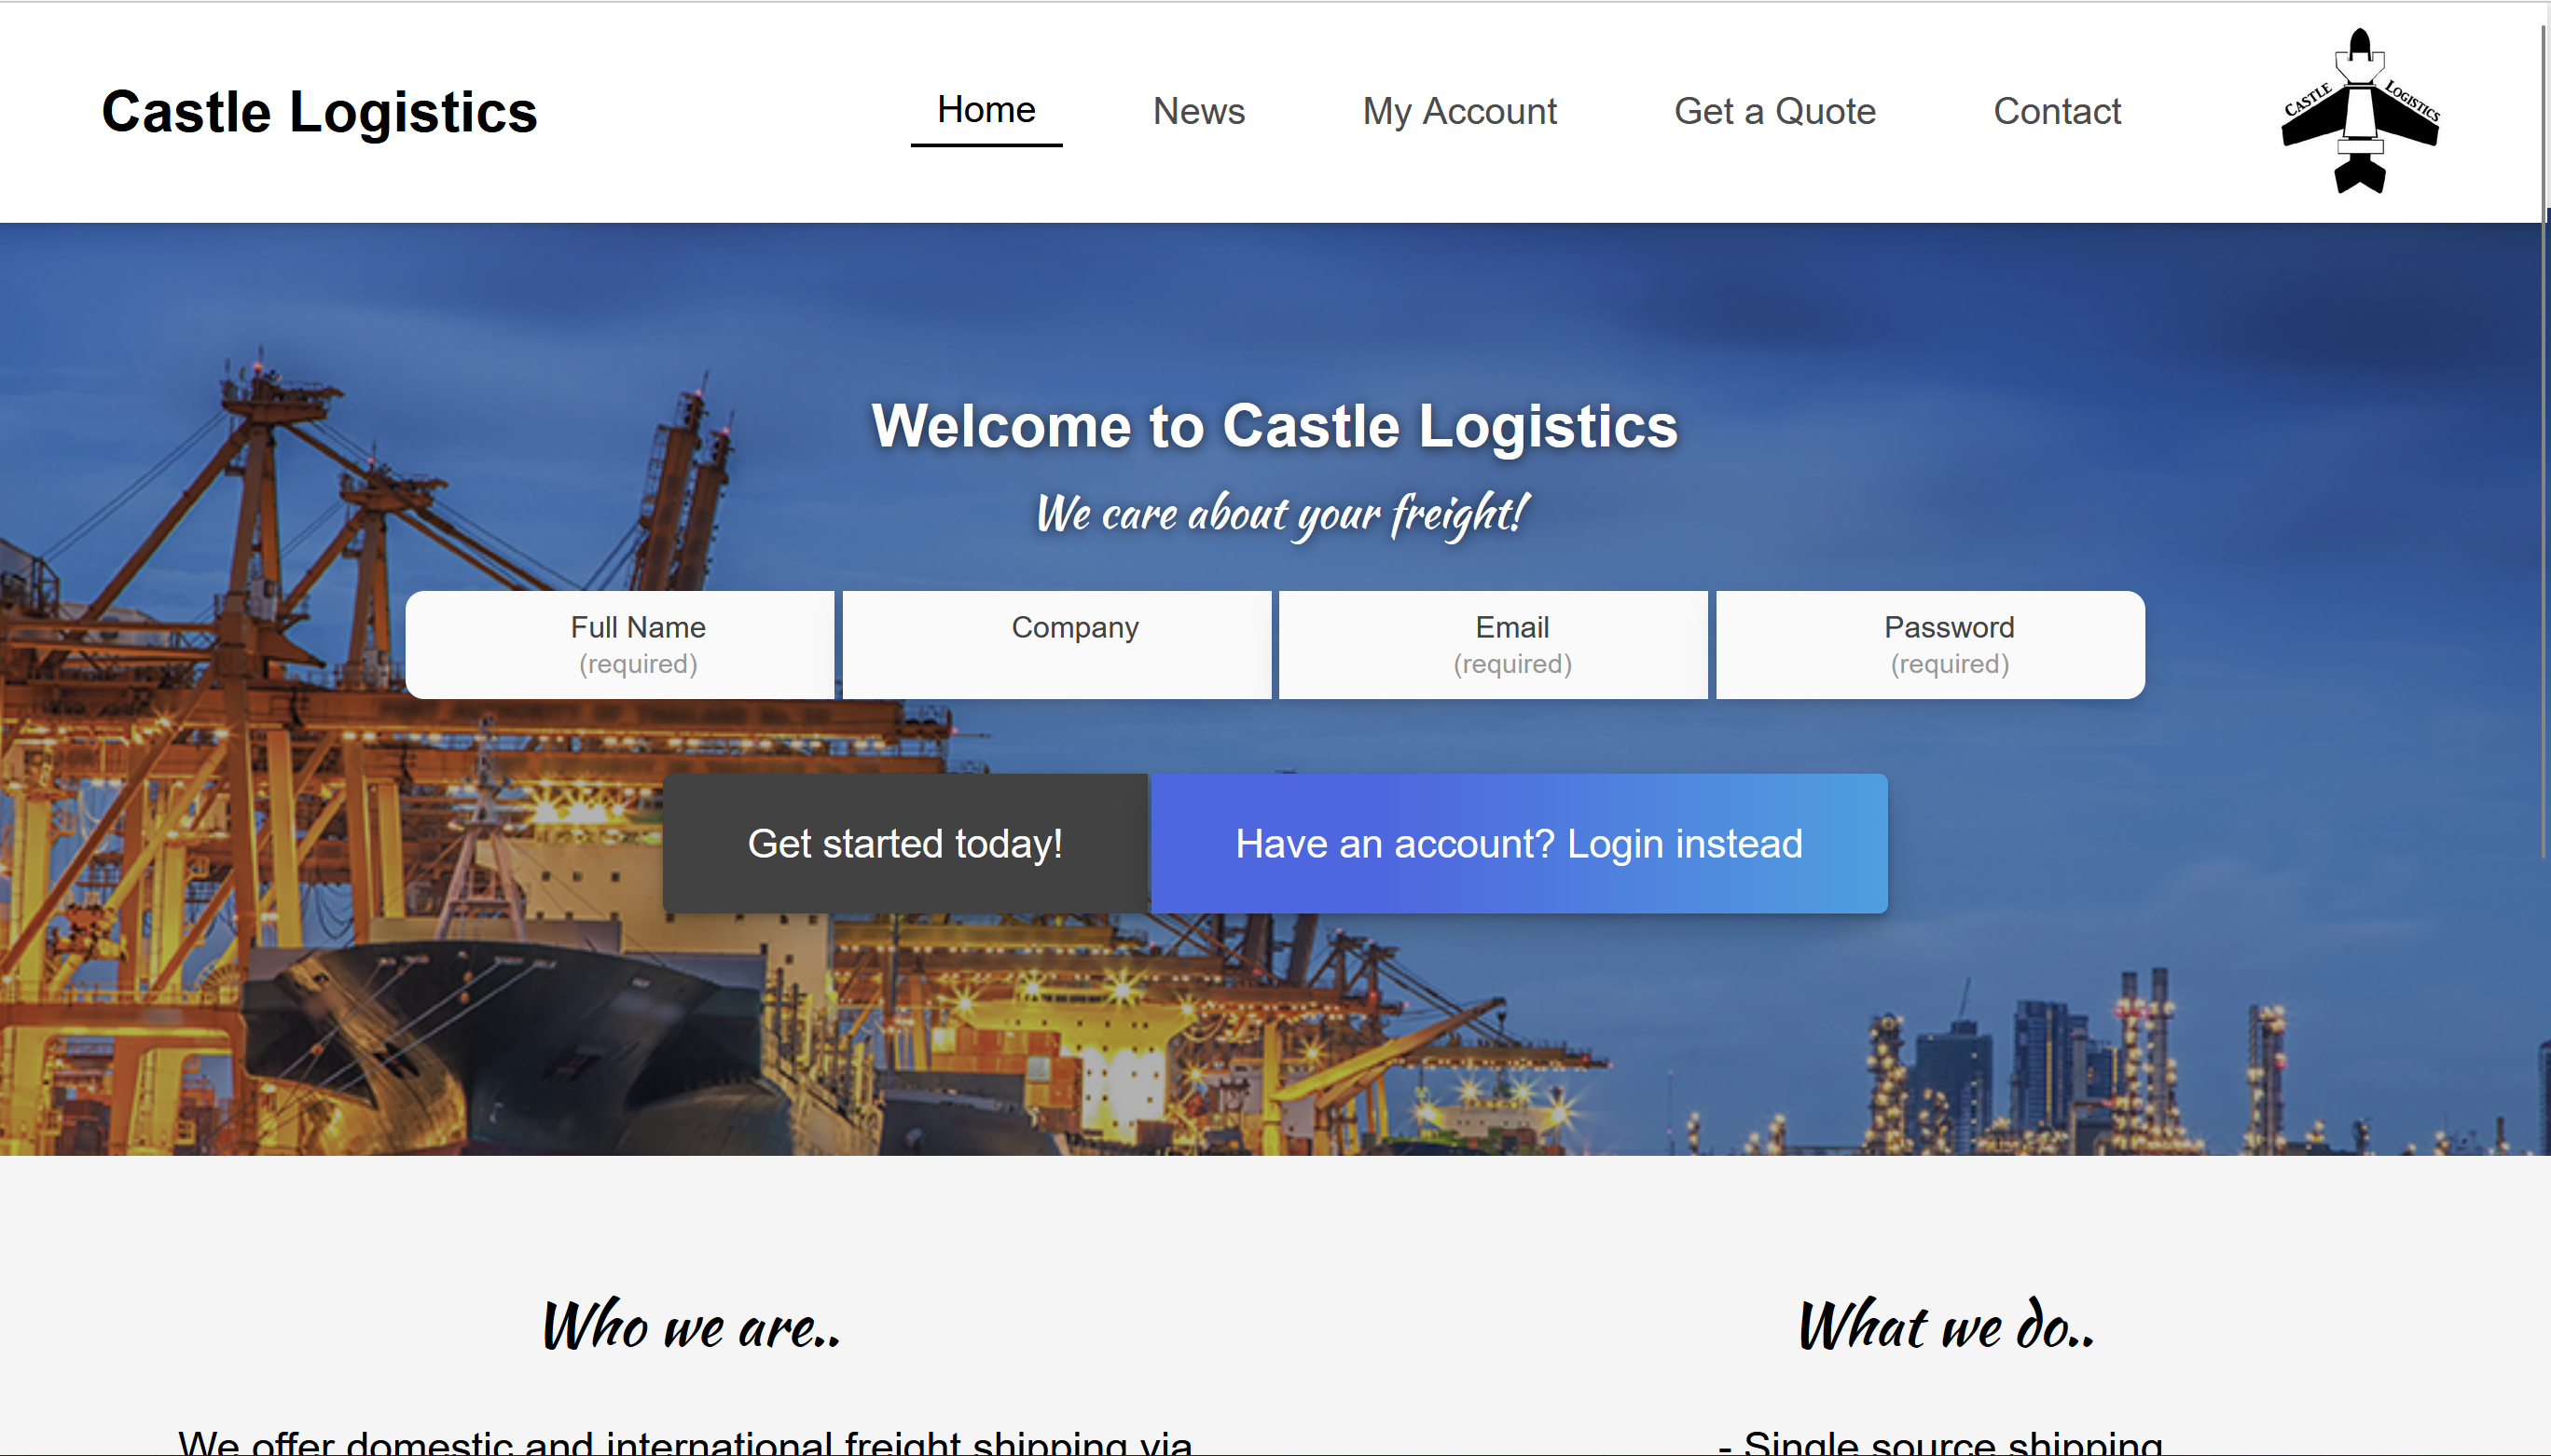 Castle Logistics
Home
News
My Account
Get a Quote
Contact
CASTLE LOGISTICS
Welcome to Castle Logistics
We care about your freight!
Full Name
(required)
Company
Email
(required)
Password
(required)
Get started today!
Have an account? Login instead
Who we are..
We offer domestic and international freight shipping via
What we do..
- Single source shipping